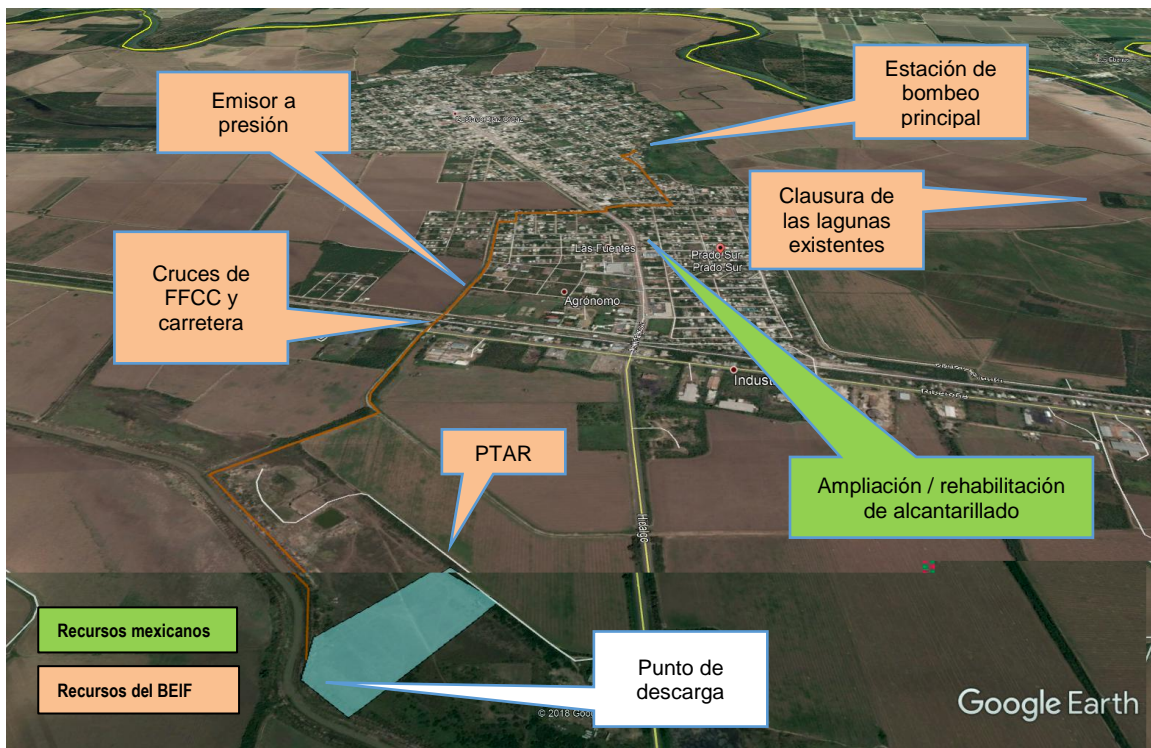 Emisor a
presión
Estación de
bombeo
principal
Clausura de
las lagunas
existentes
Cruces de
FFCC y
carretera
Las Fuentes
Prado Sur
Prado Sur
Agrónomo
Indust
PTAR
Ampliación / rehabilitación
de alcantarillado
Hidalgo
Recursos mexicanos
Recursos del BEIF
Punto de
descarga
© 2018 Goo
Google Earth